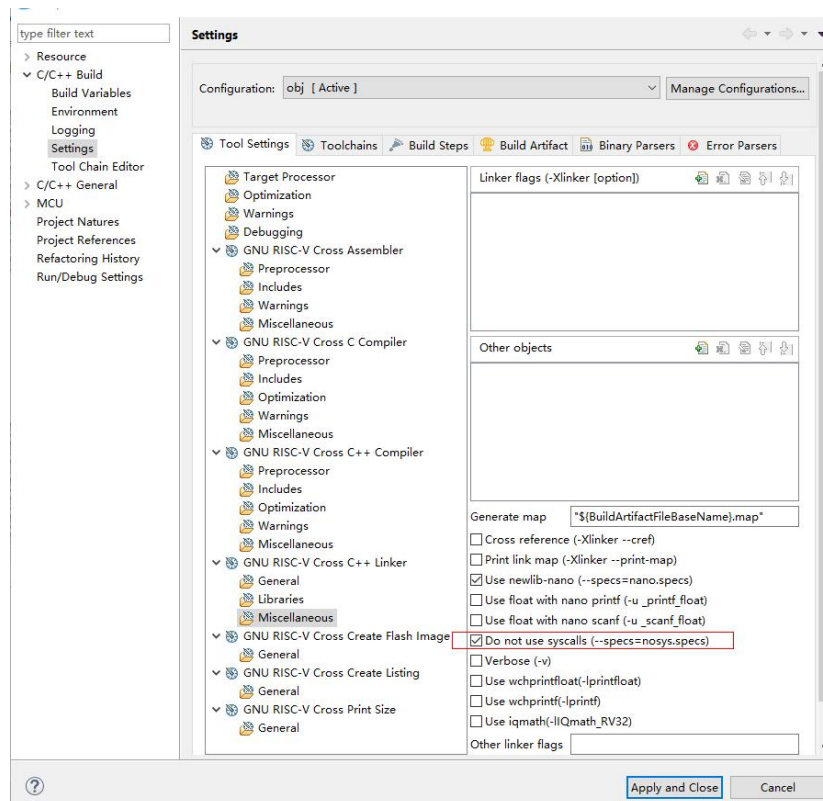 type filter text
Resource
C/C++ Build
Build Variables
Environment
Logging
Settings
Tool Chain Editor
C/C++ General
MCU
Project Natures
Project References
Refactoring History
Run/Debug Settings
Settings
Configuration: obj [ Active ] Manage Configurations...
Tool Settings Toolchains Build Steps Build Artifact Binary Parsers Error Parsers
Target Processor
Optimization
Warnings
Debugging
GNU RISC-V Cross Assembler
Preprocessor
Includes
Warnings
Miscellaneous
GNU RISC-V Cross C Compiler
Preprocessor
Includes
Optimization
Warnings
Miscellaneous
GNU RISC-V Cross C++ Compiler
Preprocessor
Includes
Optimization
Warnings
Miscellaneous
GNU RISC-V Cross C++ Linker
General
Libraries
Miscellaneous
GNU RISC-V Cross Create Flash Image
General
GNU RISC-V Cross Create Listing
General
GNU RISC-V Cross Print Size
General
Linker flags (-Xlinker [option])
Other objects
Generate map "${BuildArtifactFileBaseName}.map"
Cross reference (-Xlinker --cref)
Print link map (-Xlinker --print-map)
Use newlib-nano (--specs=nano.specs)
Use float with nano printf (-u _printf_float)
Use float with nano scanf (-u _scanf_float)
Do not use syscalls (--specs=nosys.specs)
Verbose (-v)
Use wchprintfloat(-lprintfloat)
Use wchprintf(-lprintf)
Use iqmath(-lIQmath_RV32)
Other linker flags
Apply and Close Cancel